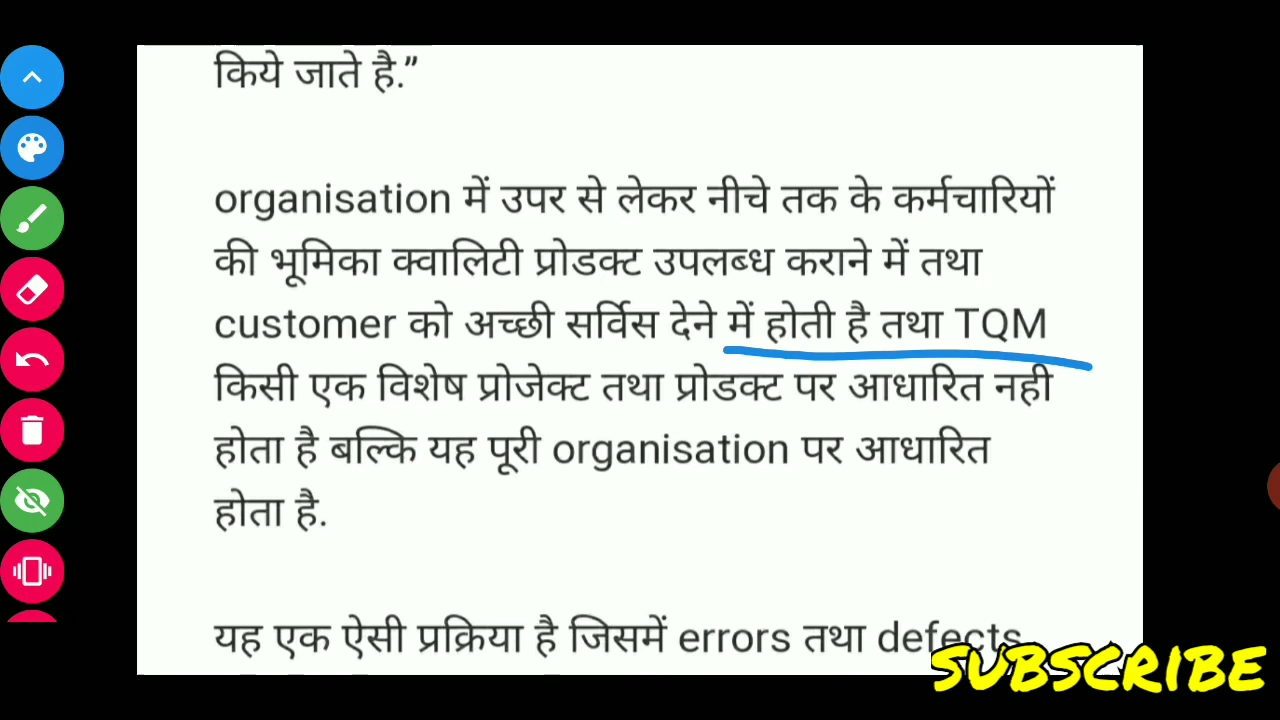 किये जाते है.”
organisation में उपर से लेकर नीचे तक के कर्मचारियों
की भूमिका क्वालिटी प्रोडक्ट उपलब्ध कराने में तथा
customer को अच्छी सर्विस देने में होती है तथा TQM
किसी एक विशेष प्रोजेक्ट तथा प्रोडक्ट पर आधारित नही
होता है बल्कि यह पूरी organisation पर आधारित
होता है.
यह एक ऐसी प्रक्रिया है जिसमें errors तथा defects
SUBSCRIBE